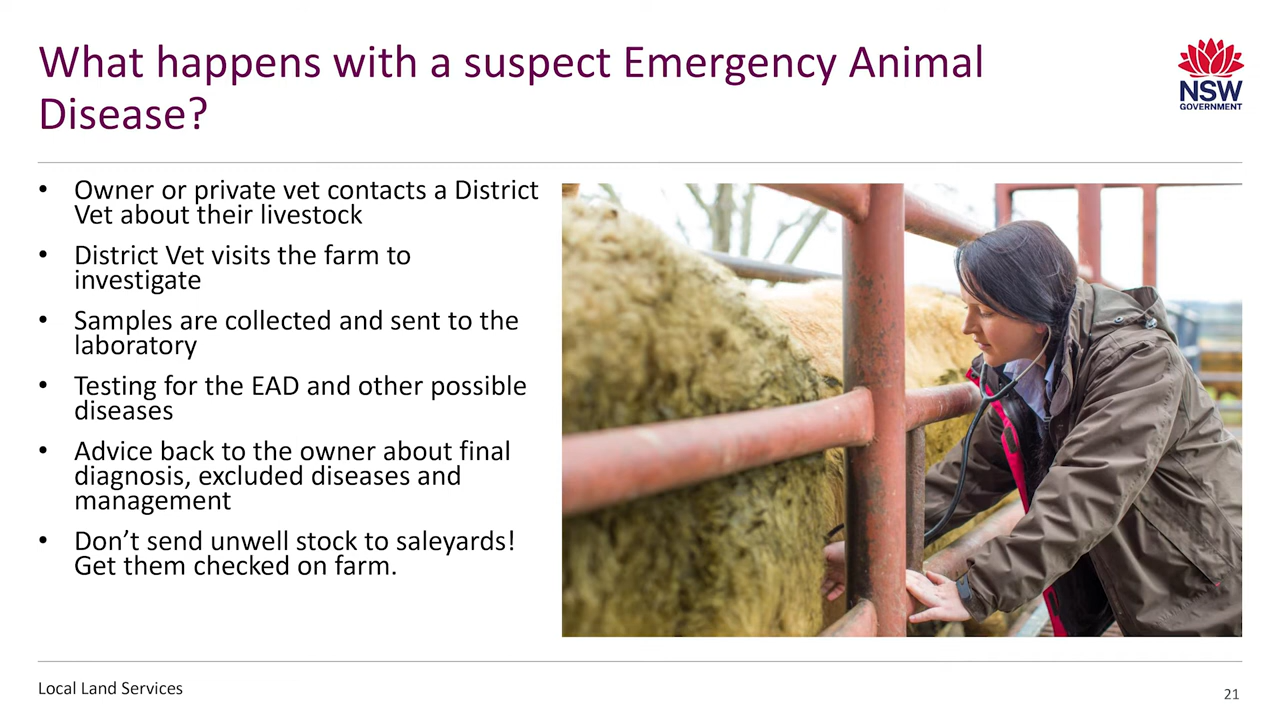 What happens with a suspect Emergency Animal
Disease?
NSW
GOVERNMENT
• Owner or private vet contacts a District
Vet about their livestock
• District Vet visits the farm to
investigate
• Samples are collected and sent to the
laboratory
• Testing for the EAD and other possible
diseases
• Advice back to the owner about final
diagnosis, excluded diseases and
management
• Don’t send unwell stock to saleyards!
Get them checked on farm.
Local Land Services
21